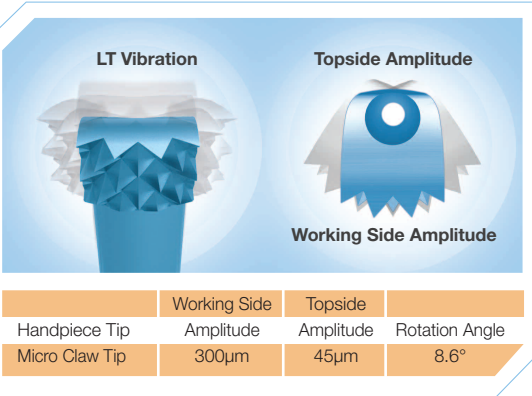 LT Vibration
Topside Amplitude
Working Side Amplitude
Working Side Topside
Handpiece Tip Amplitude Amplitude Rotation Angle
Micro Claw Tip 300µm 45µm 8.6°